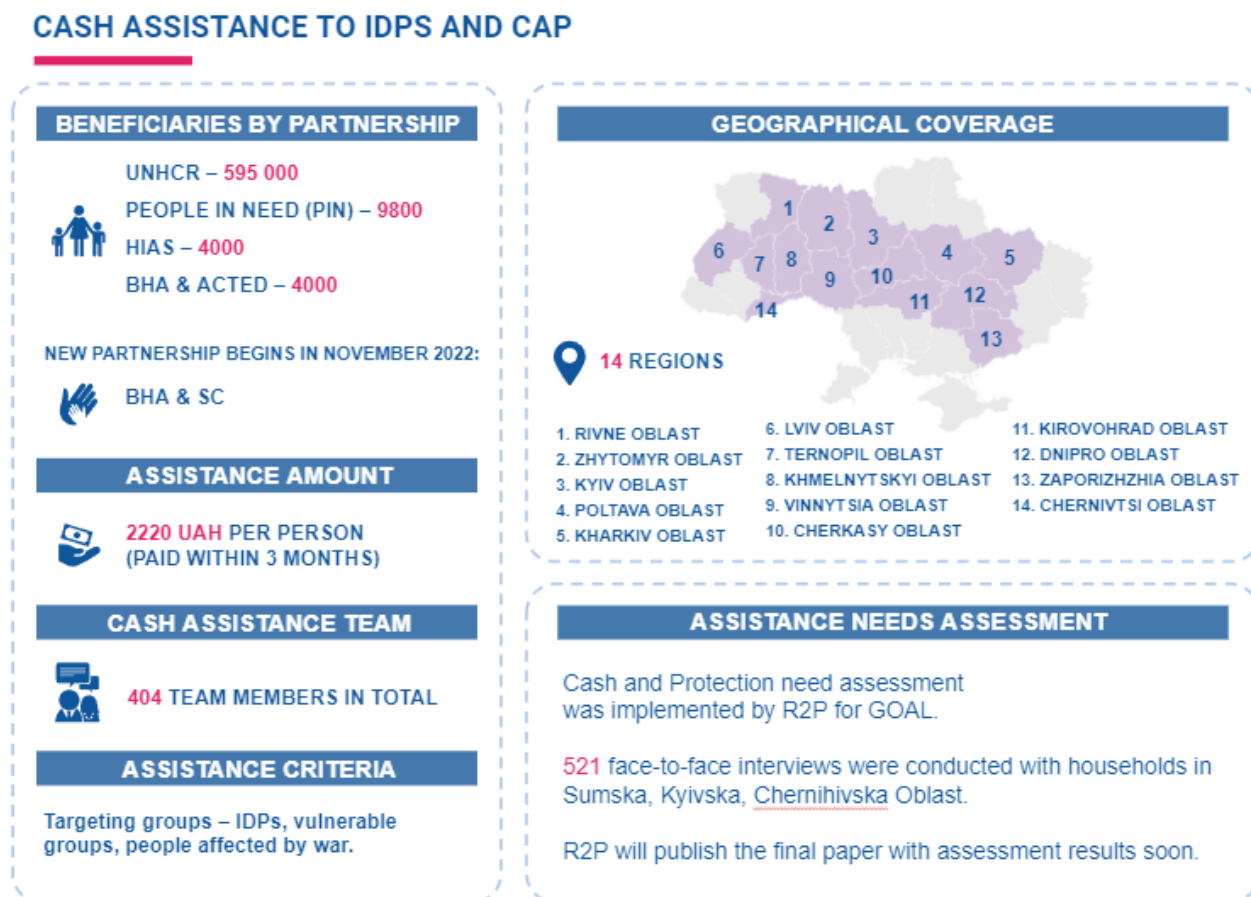 CASH ASSISTANCE TO IDPS AND CAP
BENEFICIARIES BY PARTNERSHIP
UNHCR – 595 000
PEOPLE IN NEED (PIN) – 9800
HIAS – 4000
BHA & ACTED – 4000
NEW PARTNERSHIP BEGINS IN NOVEMBER 2022:
BHA & SC
ASSISTANCE AMOUNT
2220 UAH PER PERSON
(PAID WITHIN 3 MONTHS)
CASH ASSISTANCE TEAM
404 TEAM MEMBERS IN TOTAL
ASSISTANCE CRITERIA
Targeting groups – IDPs, vulnerable
groups, people affected by war.
GEOGRAPHICAL COVERAGE
1
2
3
4
5
6
7
8
9
10
11
12
13
14
14 REGIONS
1. RIVNE OBLAST
2. ZHYTOMYR OBLAST
3. KYIV OBLAST
4. POLTAVA OBLAST
5. KHARKIV OBLAST
6. LVIV OBLAST
7. TERNOPIL OBLAST
8. KHMELNYTSKYI OBLAST
9. VINNYTSIA OBLAST
10. CHERKASY OBLAST
11. KIROVOHRAD OBLAST
12. DNIPRO OBLAST
13. ZAPORIZHZHIA OBLAST
14. CHERNIVTSI OBLAST
ASSISTANCE NEEDS ASSESSMENT
Cash and Protection need assessment
was implemented by R2P for GOAL.
521 face-to-face interviews were conducted with households in
Sumska, Kyivska, Chernihivska Oblast.
R2P will publish the final paper with assessment results soon.